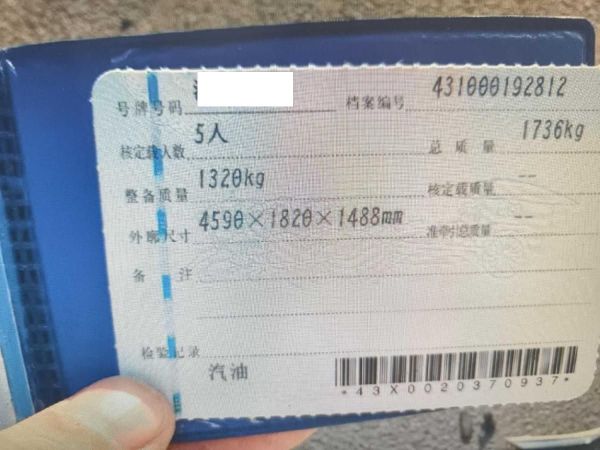 号牌号码 档案编号 431000192812
核定载人数 5人 总质量 1736kg
整备质量 1320kg 核定载质量 --
外廓尺寸 4590×1820×1488mm 准牵引总质量 --
备注
检验记录
汽油
*43X0020370937*